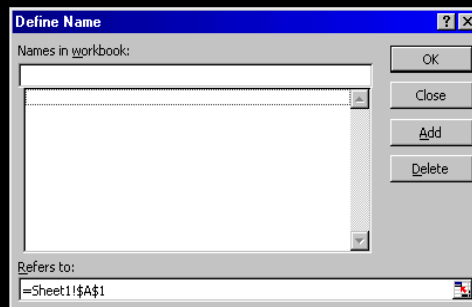 Define Name
Names in workbook:
OK
Close
Add
Delete
Refers to:
=Sheet1!$A$1